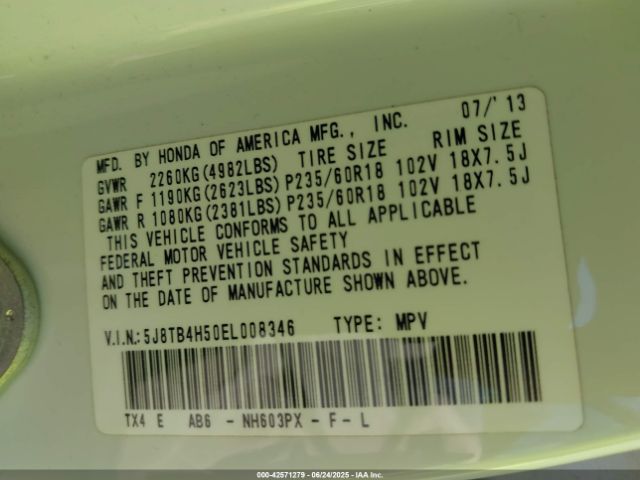 07/'13
MFD. BY HONDA OF AMERICA MFG., INC.
GVWR 2260KG(4982LBS) TIRE SIZE RIM SIZE
GAWR F 1190KG(2623LBS)P235/60R18 102V 18X7.5J
GAWR R 1080KG(2381LBS)P235/60R18 102V 18X7.5J
THIS VEHICLE CONFORMS TO ALL APPLICABLE
FEDERAL MOTOR VEHICLE SAFETY
AND THEFT PREVENTION STANDARDS IN EFFECT
ON THE DATE OF MANUFACTURE SHOWN ABOVE.
V.I.N.:5J8TB4H50EL008346 TYPE: MPV
TX4 E AB6 -NH603PX - F - L
000-42571279 - 06/24/2025 - IAAI.COM